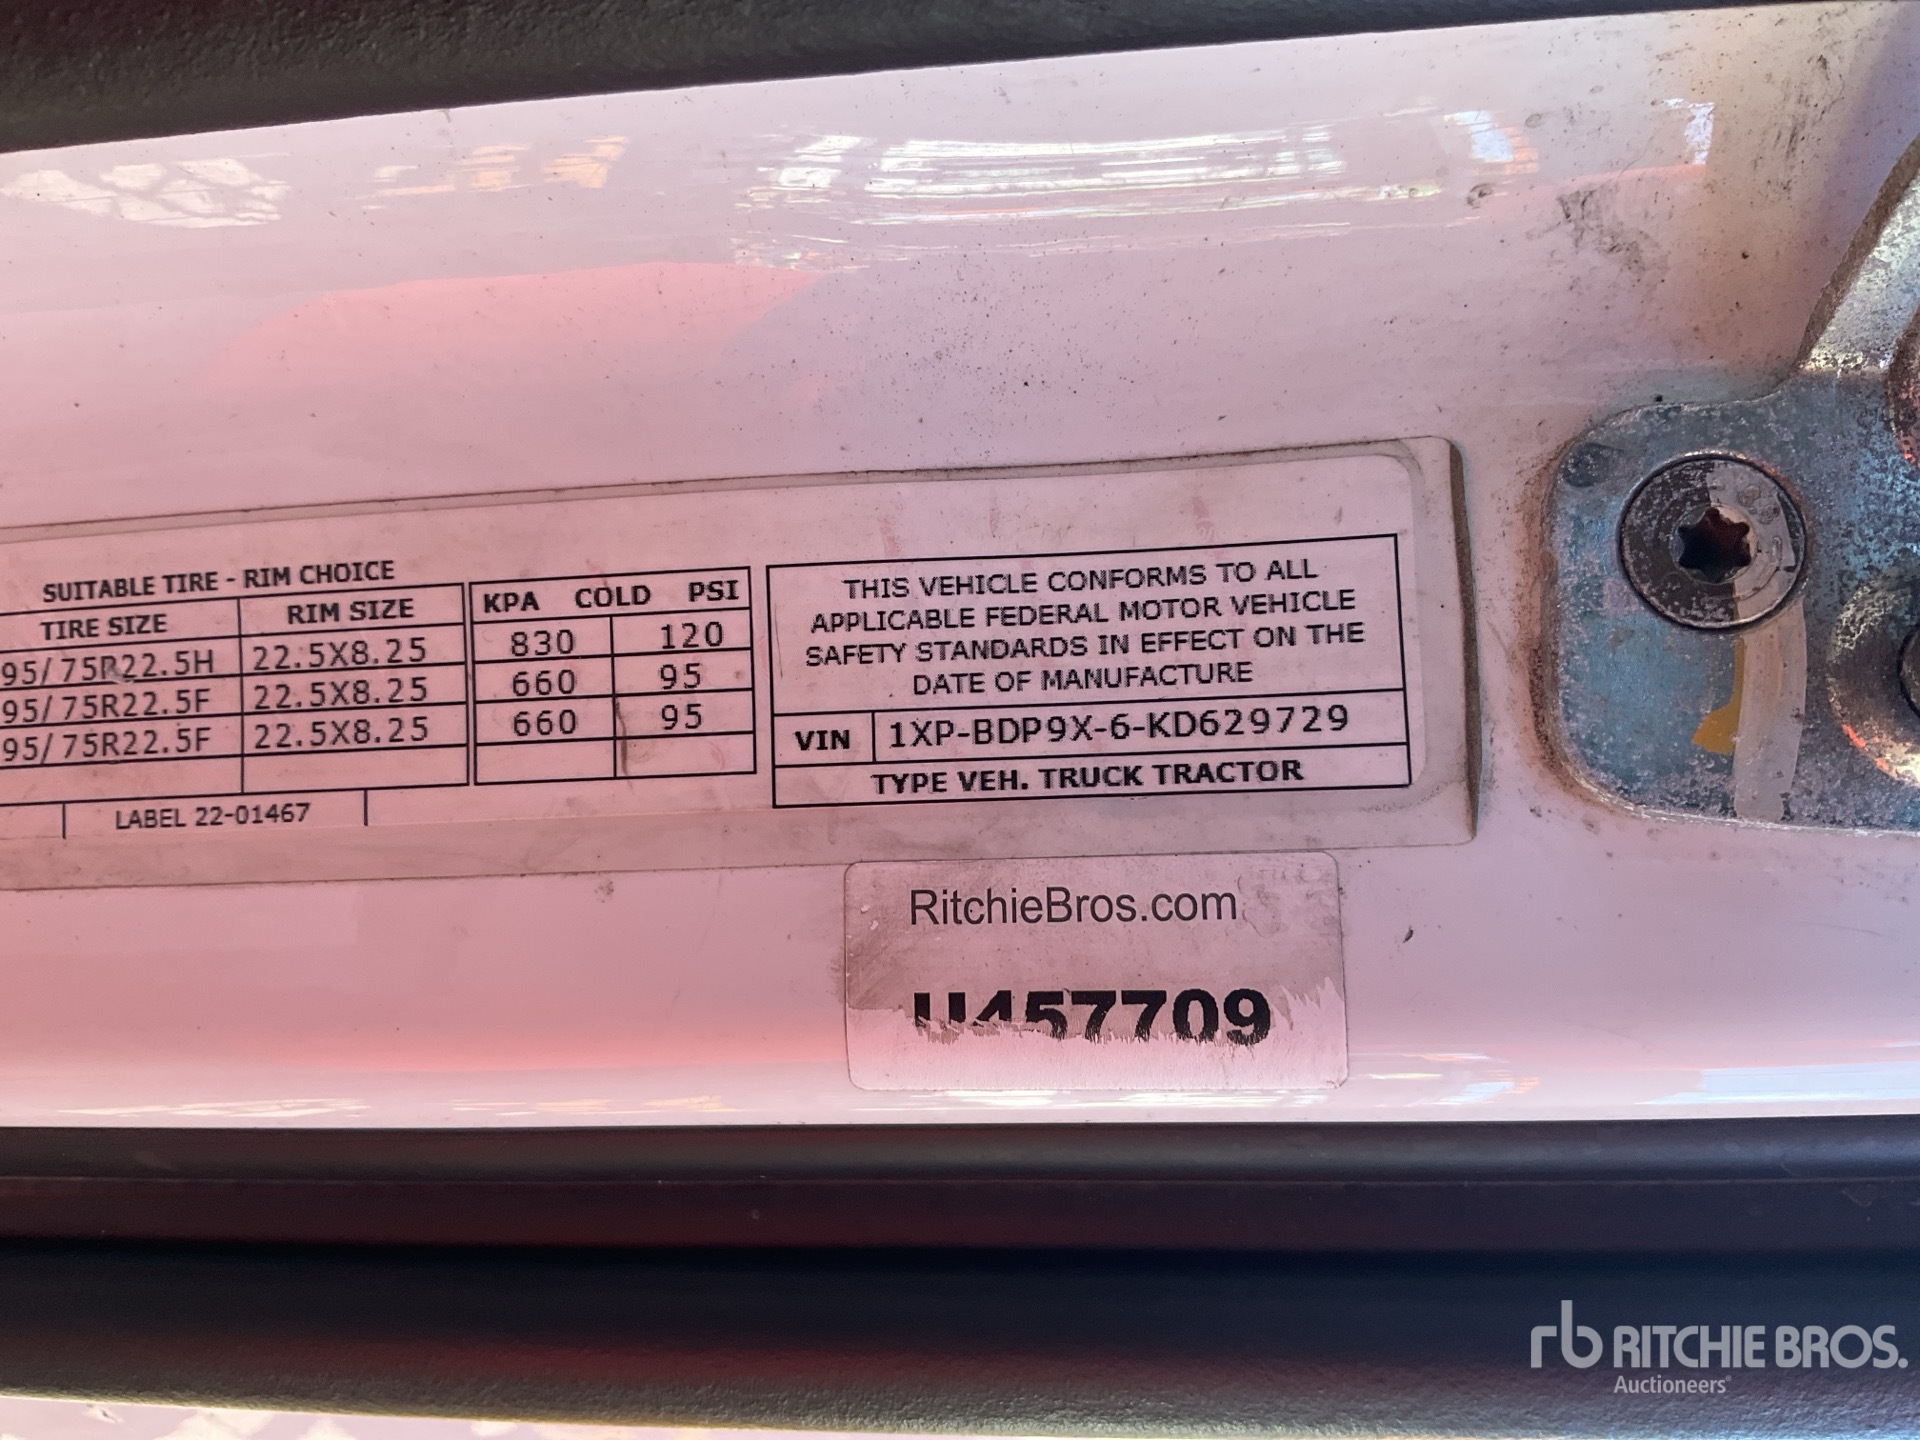 SUITABLE TIRE - RIM CHOICE
TIRE SIZE RIM SIZE KPA COLD PSI
95/75R22.5H 22.5X8.25 830 120
95/75R22.5F 22.5X8.25 660 95
95/75R22.5F 22.5X8.25 660 95
LABEL 22-01467
THIS VEHICLE CONFORMS TO ALL
APPLICABLE FEDERAL MOTOR VEHICLE
SAFETY STANDARDS IN EFFECT ON THE
DATE OF MANUFACTURE
VIN 1XP-BDP9X-6-KD629729
TYPE VEH. TRUCK TRACTOR
RitchieBros.com
U457709
rb RITCHIE BROS.
Auctioneers